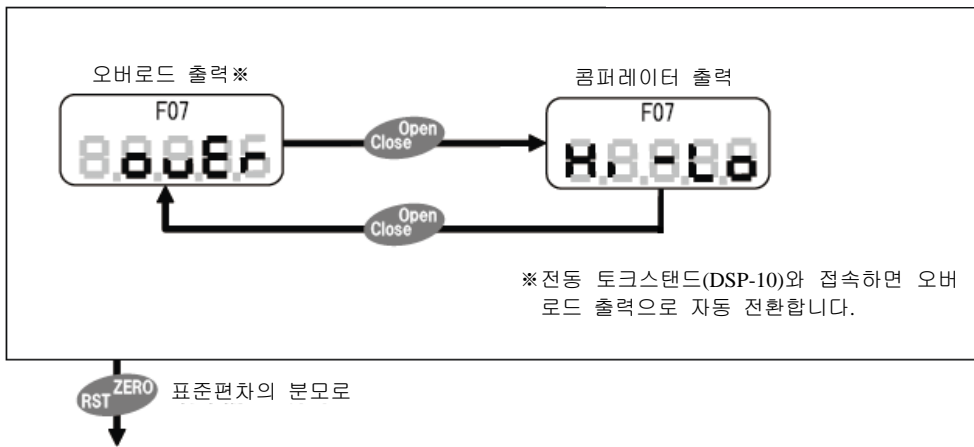 오버로드 출력※
콤퍼레이터 출력
F07
F07
Open
Close
ouEr
Hi-Lo
Open
Close
※전동 토크스탠드(DSP-10)와 접속하면 오버
로드 출력으로 자동 전환합니다.
ZERO
RST
표준편차의 분모로